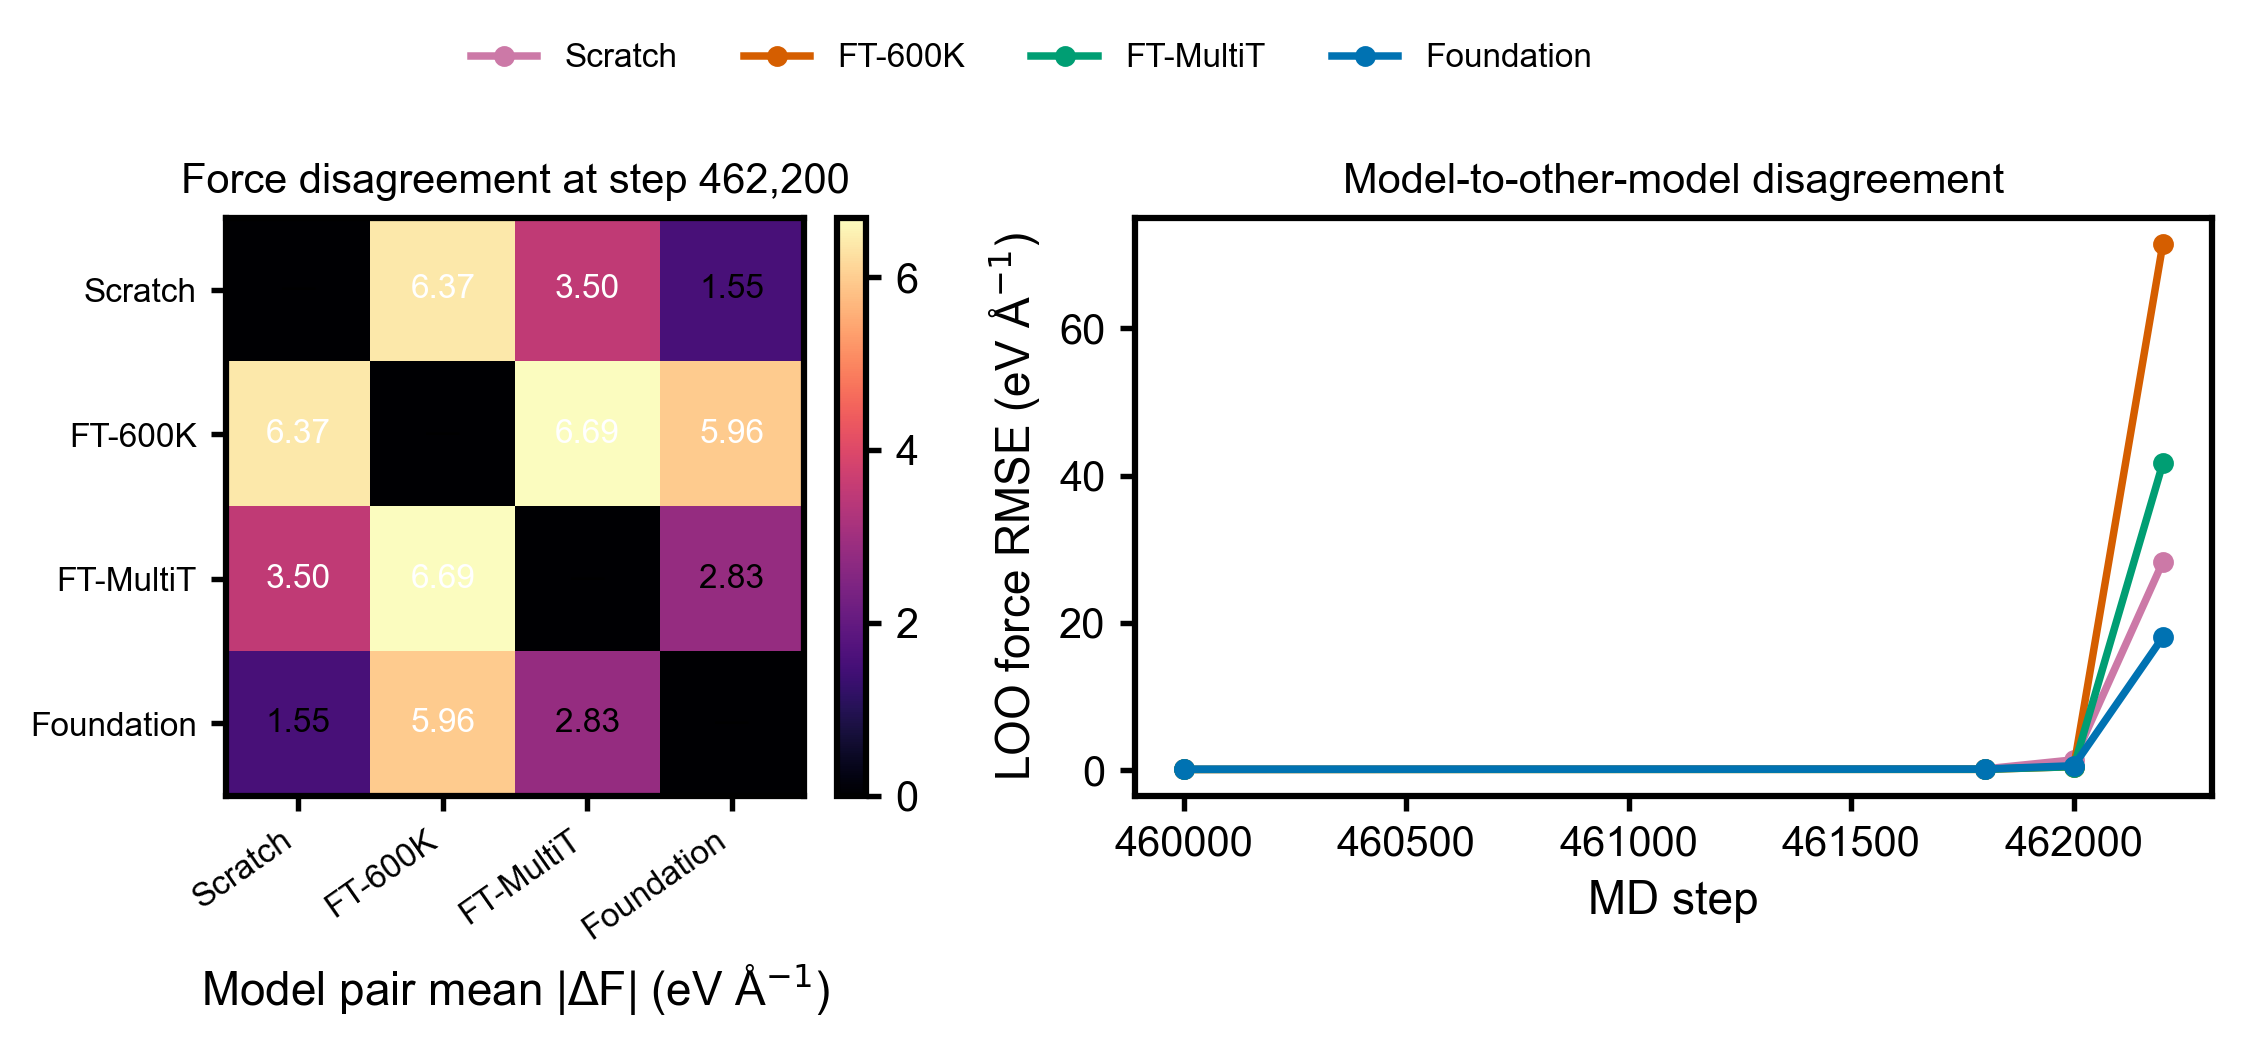 Scratch FT-600K FT-MultiT Foundation
Force disagreement at step 462,200
Scratch 6.37 3.50 1.55
FT-600K 6.37 6.69 5.96
FT-MultiT 3.50 6.69 2.83
Foundation 1.55 5.96 2.83
Scratch FT-600K FT-MultiT Foundation
Model pair mean |ΔF| (eV Å⁻¹)
6
4
2
0
Model-to-other-model disagreement
LOO force RMSE (eV Å⁻¹)
60
40
20
0
460000 460500 461000 461500 462000
MD step